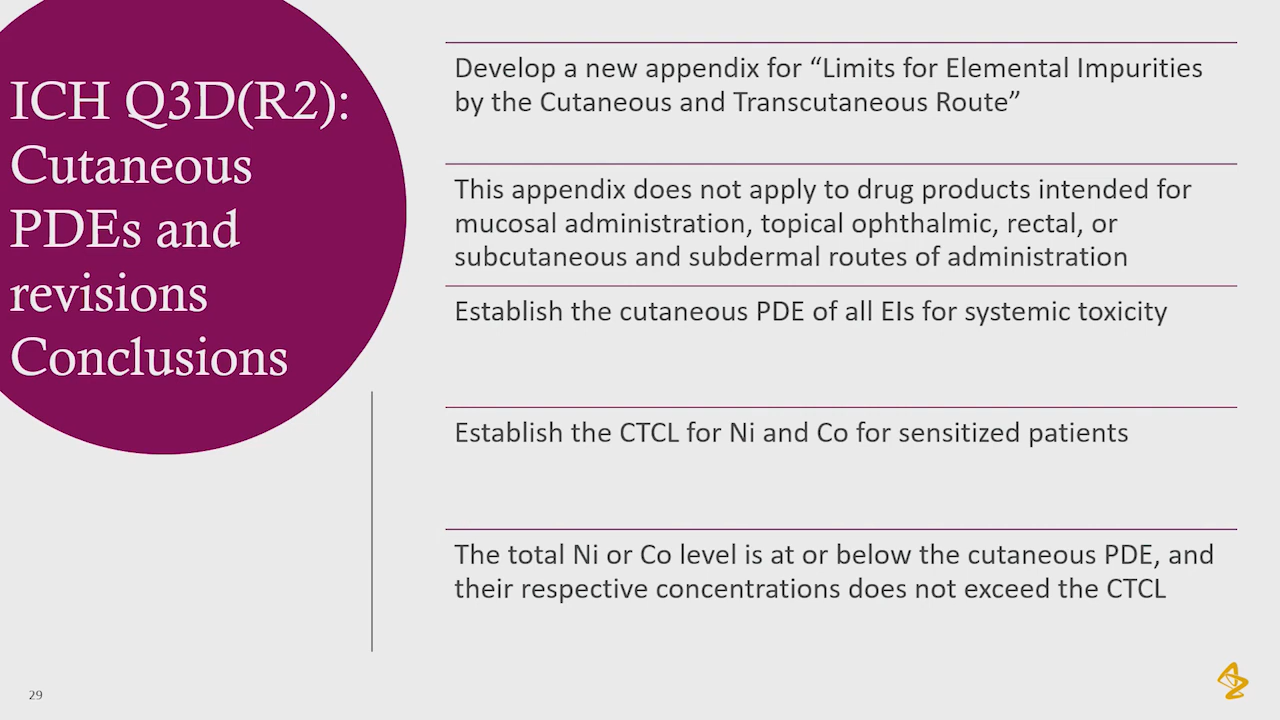 ICH Q3D(R2):
Cutaneous
PDEs and
revisions
Conclusions
Develop a new appendix for “Limits for Elemental Impurities
by the Cutaneous and Transcutaneous Route”
This appendix does not apply to drug products intended for
mucosal administration, topical ophthalmic, rectal, or
subcutaneous and subdermal routes of administration
Establish the cutaneous PDE of all EIs for systemic toxicity
Establish the CTCL for Ni and Co for sensitized patients
The total Ni or Co level is at or below the cutaneous PDE, and
their respective concentrations does not exceed the CTCL
29